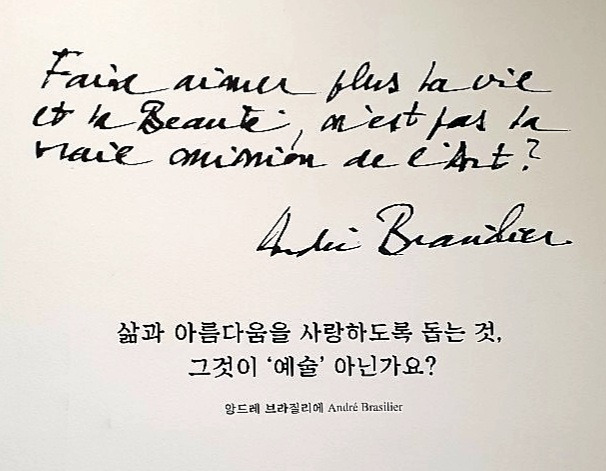 Faire aimer plus la vie
et la Beauté, n'est pas la
vraie mission de l'Art?
André Brasilier
삶과 아름다움을 사랑하도록 돕는 것,
그것이 '예술' 아닌가요?
앙드레 브라질리에 André Brasilier